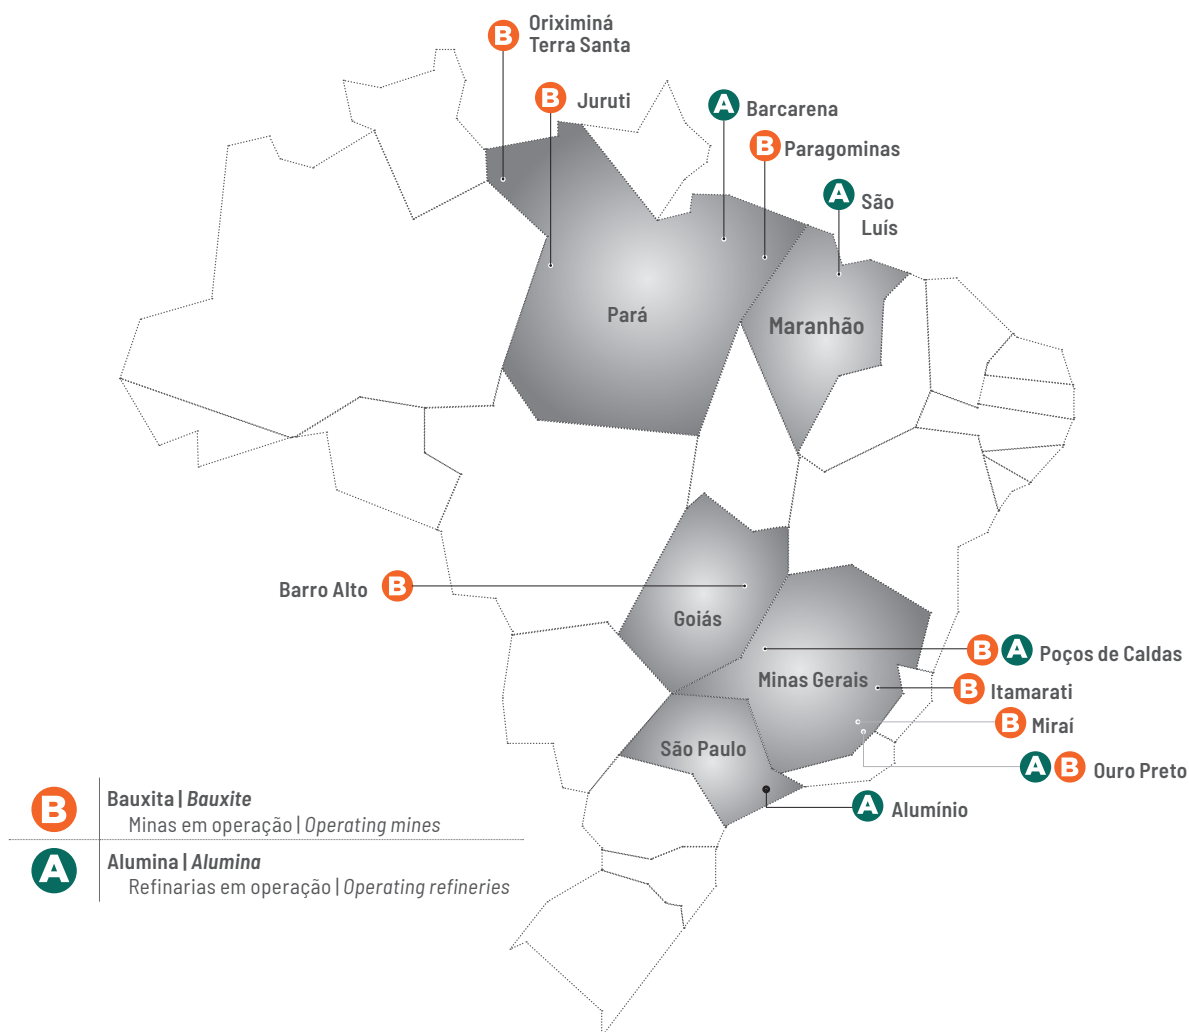 B Oriximiná
Terra Santa
B Juruti
A Barcarena
B Paragominas
A São
Luís
Pará
Maranhão
Barro Alto B
Goiás
B A Poços de Caldas
Minas Gerais
B Itamarati
B Miraí
São Paulo
A B Ouro Preto
A Alumínio
B Bauxita | Bauxite
Minas em operação | Operating mines
A Alumina | Alumina
Refinarias em operação | Operating refineries